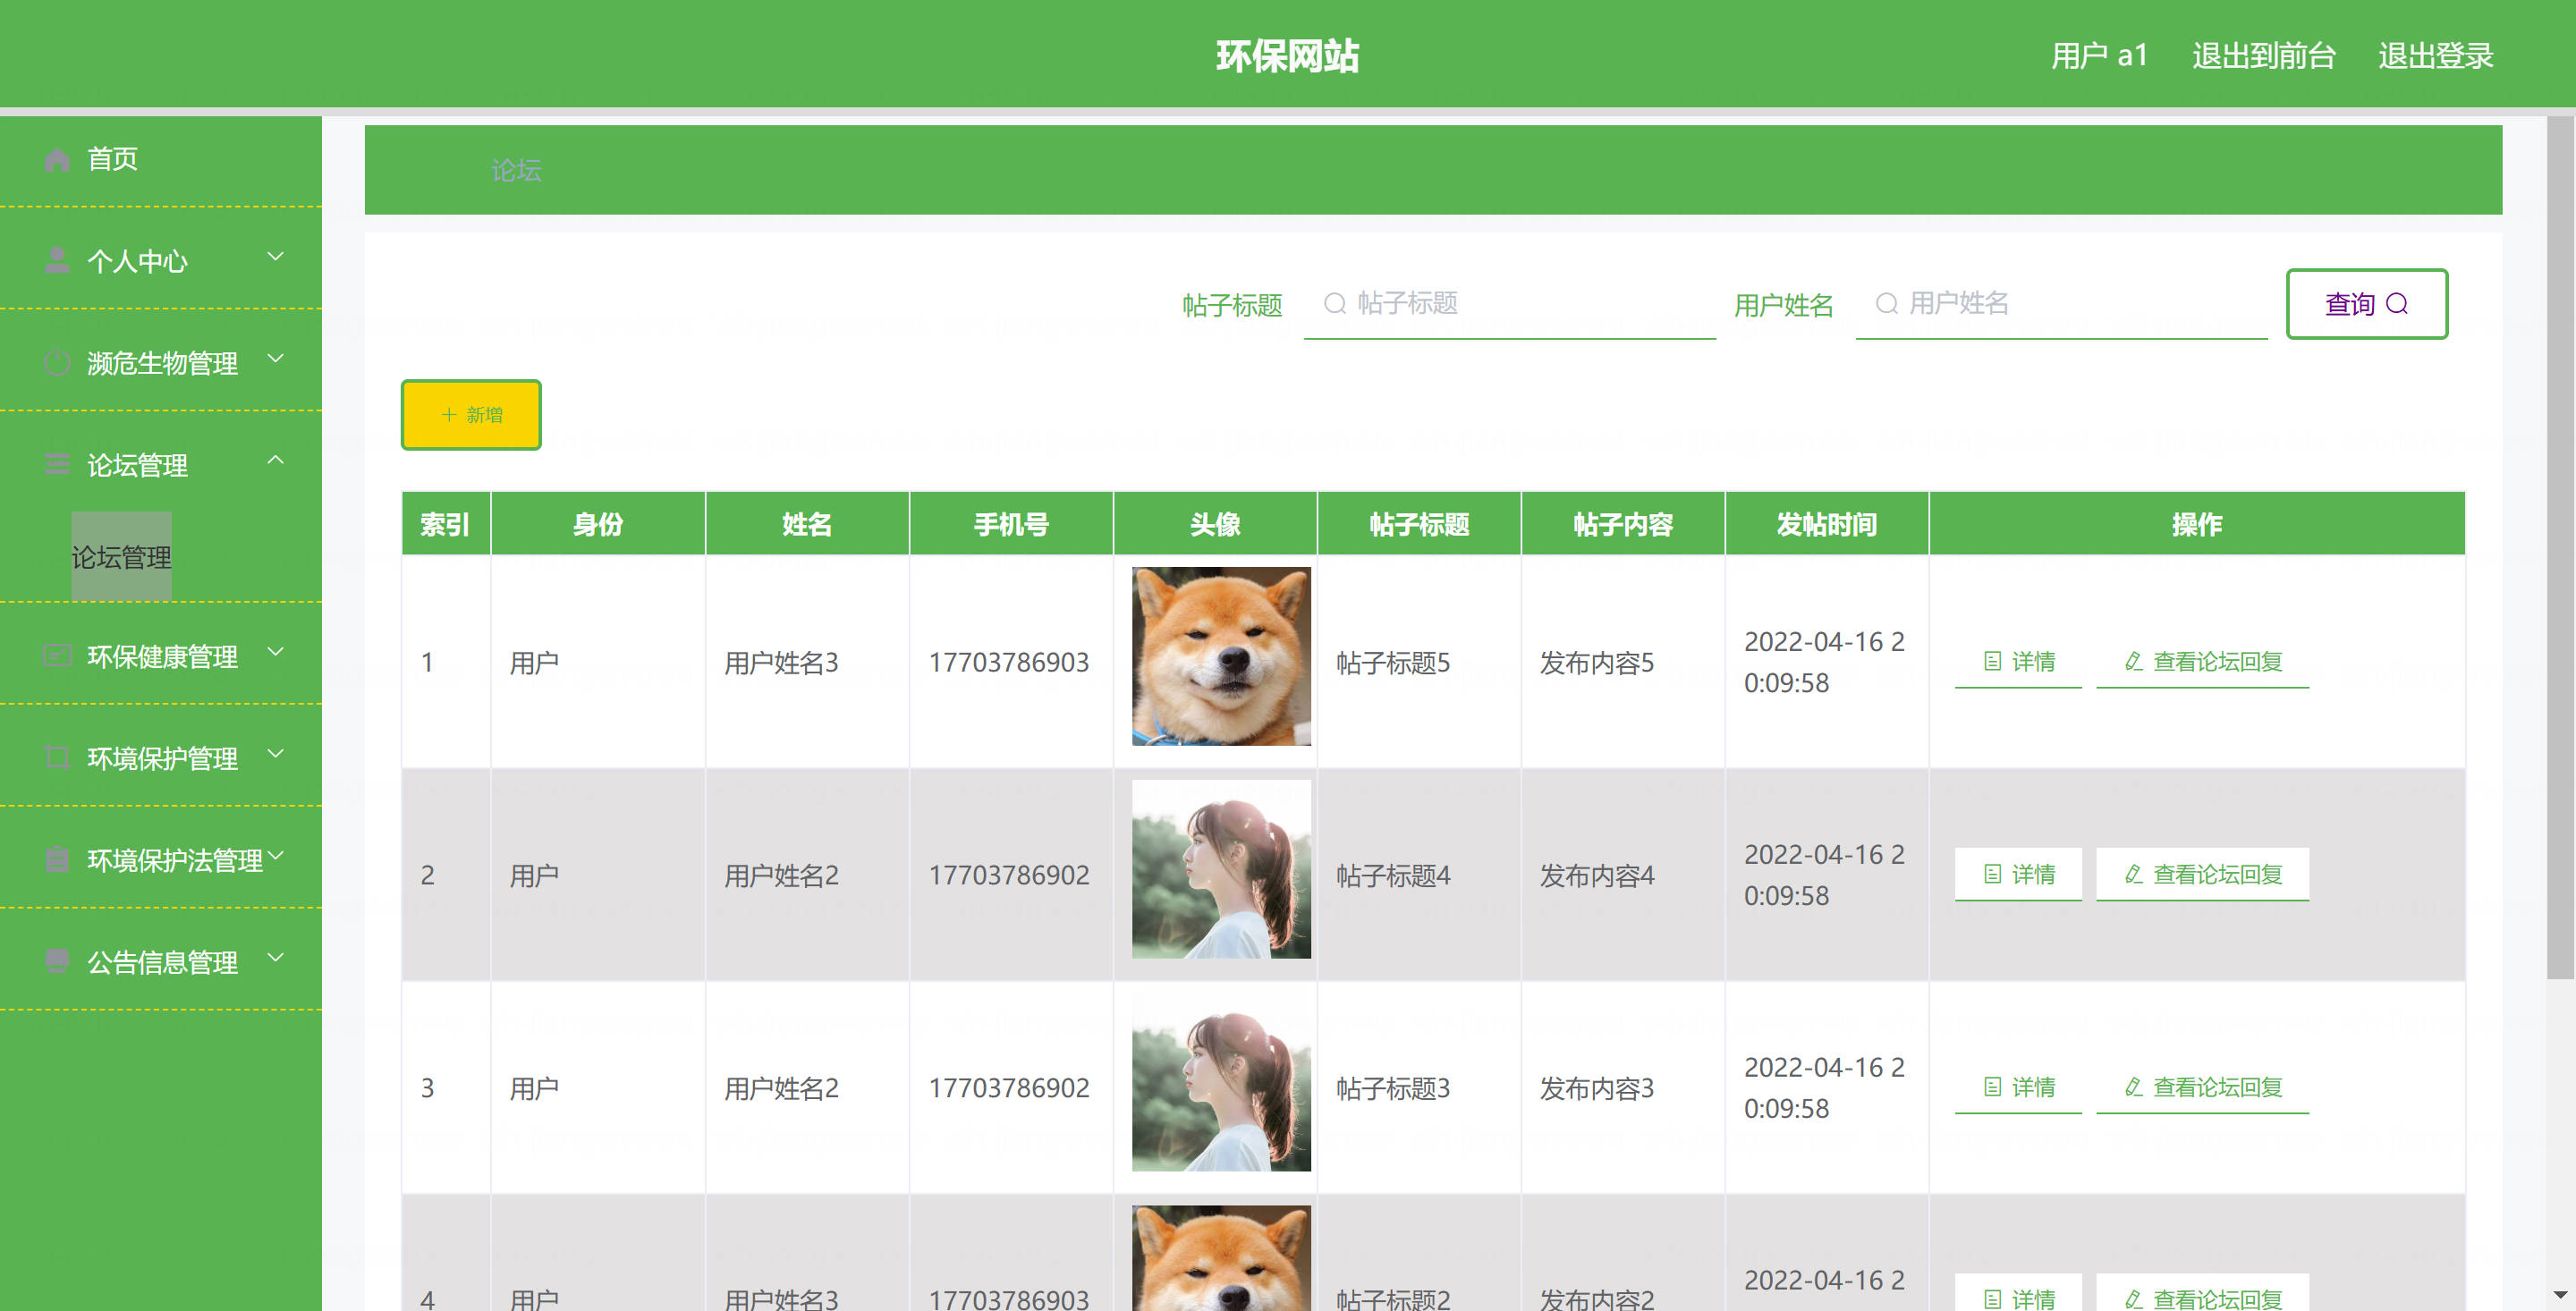 环保网站
用户 a1 退出到前台 退出登录
首页
个人中心
濒危生物管理
论坛管理
论坛管理
环保健康管理
环境保护管理
环境保护法管理
公告信息管理
论坛
帖子标题 帖子标题 用户姓名 用户姓名 查询
新增
索引 身份 姓名 手机号 头像 帖子标题 帖子内容 发帖时间 操作
1 用户 用户姓名3 17703786903 帖子标题5 发布内容5 2022-04-16 2
0:09:58 详情 查看论坛回复
2 用户 用户姓名2 17703786902 帖子标题4 发布内容4 2022-04-16 2
0:09:58 详情 查看论坛回复
3 用户 用户姓名2 17703786902 帖子标题3 发布内容3 2022-04-16 2
0:09:58 详情 查看论坛回复
4 用户 用户姓名3 17703786903 帖子标题2 发布内容2 2022-04-16 2
详情 查看论坛回复